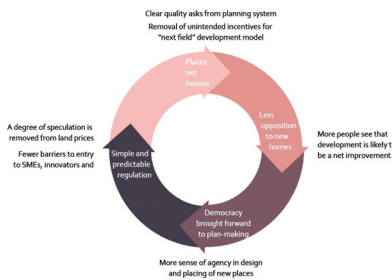 Clear quality asks from planning system
Removal of unintended incentives for
"next field" development model
Places
not
houses
Less
opposition
to new
homes
More people see that
development is likely t
be a net improvement
Democracy
brought forward
to plan-making
More sense of agency in design
and placing of new places
Simple and
predictable
regulation
A degree of speculation is
removed from land prices
Fewer barriers to entry
to SMEs, innovators and